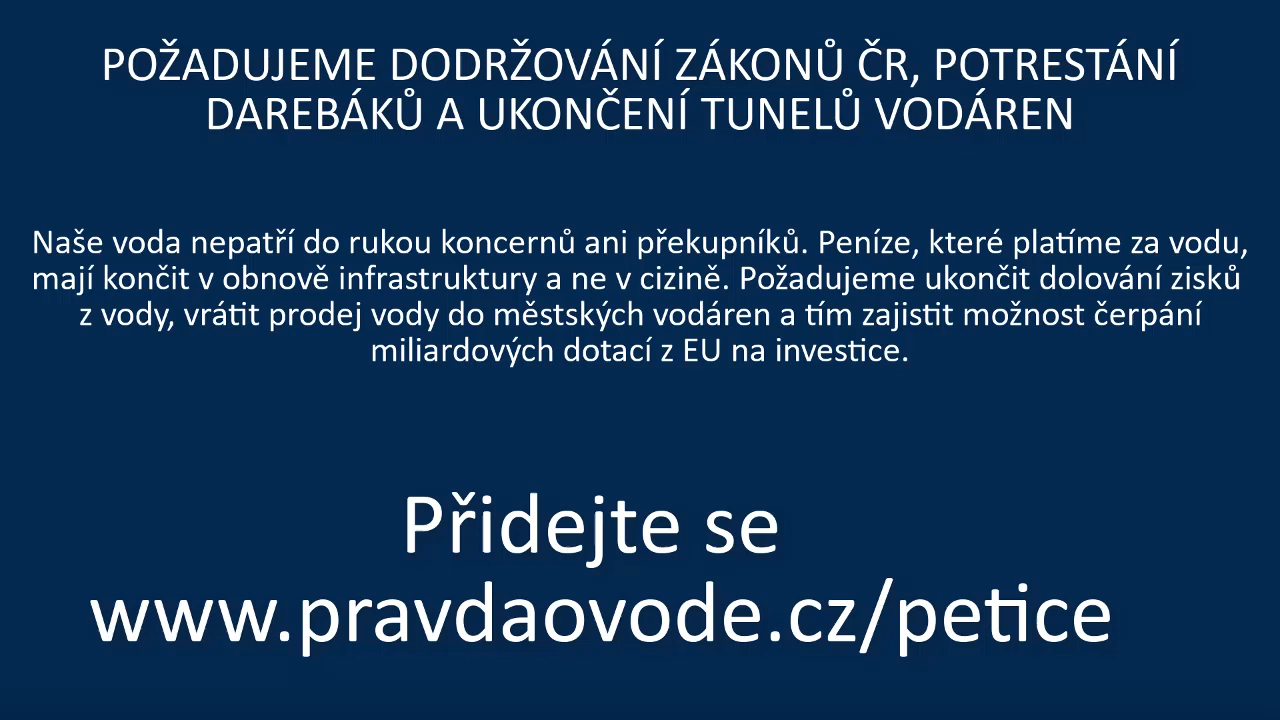 POŽADUJEME DODRŽOVÁNÍ ZÁKONŮ ČR, POTRESTÁNÍ
DAREBÁKŮ A UKONČENÍ TUNELŮ VODÁREN
Naše voda nepatří do rukou koncernů ani překupníků. Peníze, které platíme za vodu,
mají končit v obnově infrastruktury a ne v cizině. Požadujeme ukončit dolování zisků
z vody, vrátit prodej vody do městských vodáren a tím zajistit možnost čerpání
miliardových dotací z EU na investice.
Přidejte se
www.pravdaovode.cz/petice